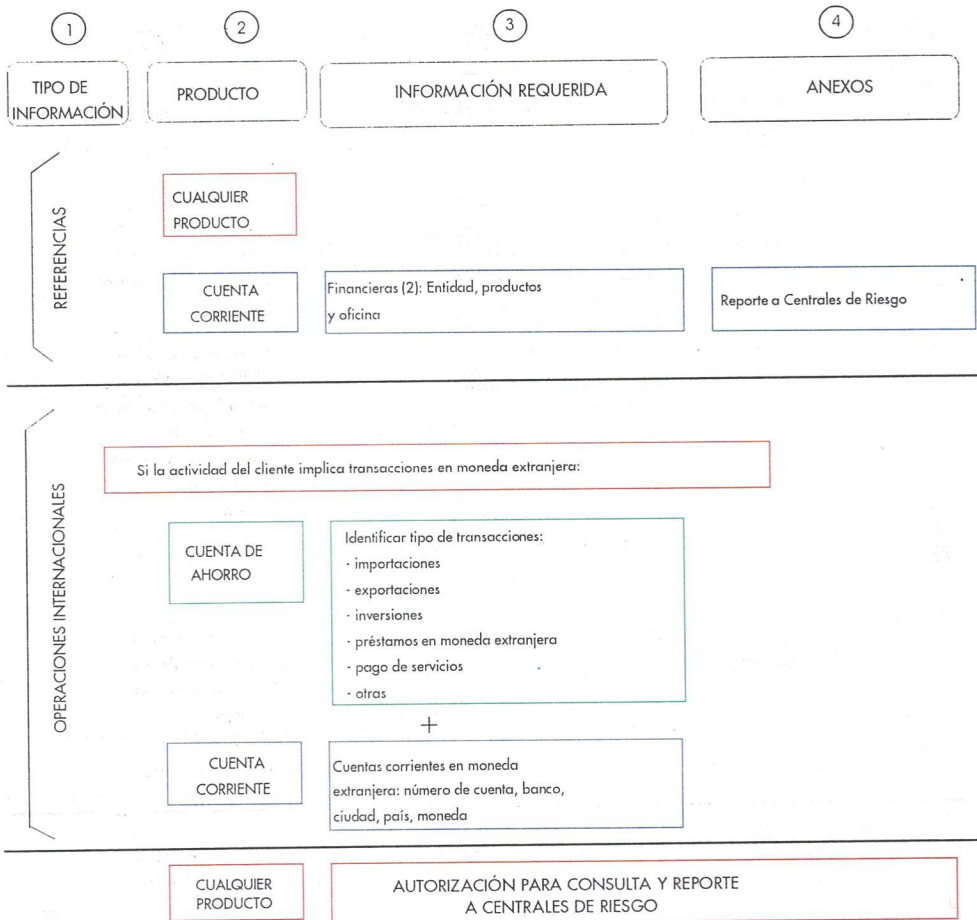 1
2
3
4
TIPO DE
INFORMACIÓN
PRODUCTO
INFORMACIÓN REQUERIDA
ANEXOS
REFERENCIAS
CUALQUIER
PRODUCTO
CUENTA
CORRIENTE
Financieras (2): Entidad, productos
y oficina
Reporte a Centrales de Riesgo
OPERACIONES INTERNACIONALES
Si la actividad del cliente implica transacciones en moneda extranjera:
CUENTA DE
AHORRO
Identificar tipo de transacciones:
- importaciones
- exportaciones
- inversiones
- préstamos en moneda extranjera
- pago de servicios
- otras
+
CUENTA
CORRIENTE
Cuentas corrientes en moneda
extranjera: número de cuenta, banco,
ciudad, país, moneda
CUALQUIER
PRODUCTO
AUTORIZACIÓN PARA CONSULTA Y REPORTE
A CENTRALES DE RIESGO